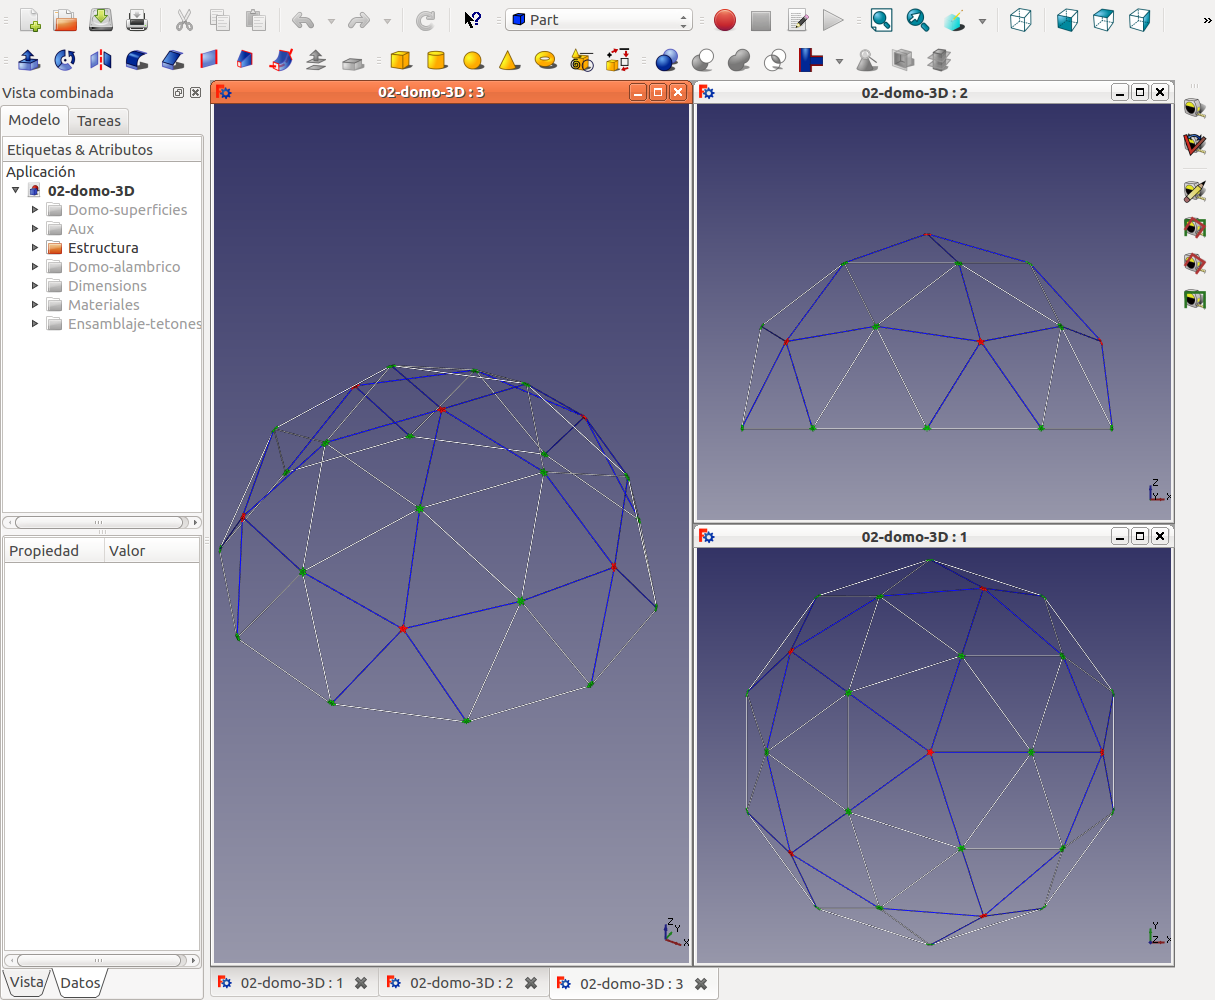 Part
»
Vista combinada
Modelo
Tareas
Etiquetas & Atributos
Aplicación
02-domo-3D
Domo-superficies
Aux
Estructura
Domo-alambrico
Dimensions
Materiales
Ensamblaje-tetones
Propiedad
Valor
Vista
Datos
02-domo-3D : 3
Z
Y
X
02-domo-3D : 2
Z
Y
X
02-domo-3D : 1
Y
Z
X
02-domo-3D : 1
02-domo-3D : 2
02-domo-3D : 3